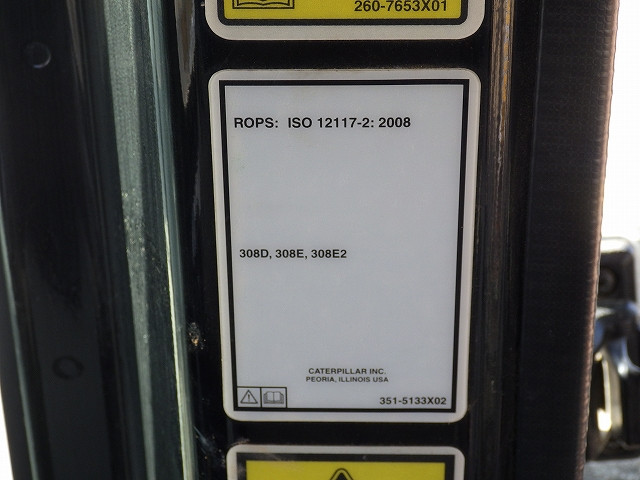 260-7653X01
ROPS: ISO 12117-2: 2008
308D, 308E, 308E2
CATERPILLAR INC.
PEORIA, ILLINOIS USA
351-5133X02